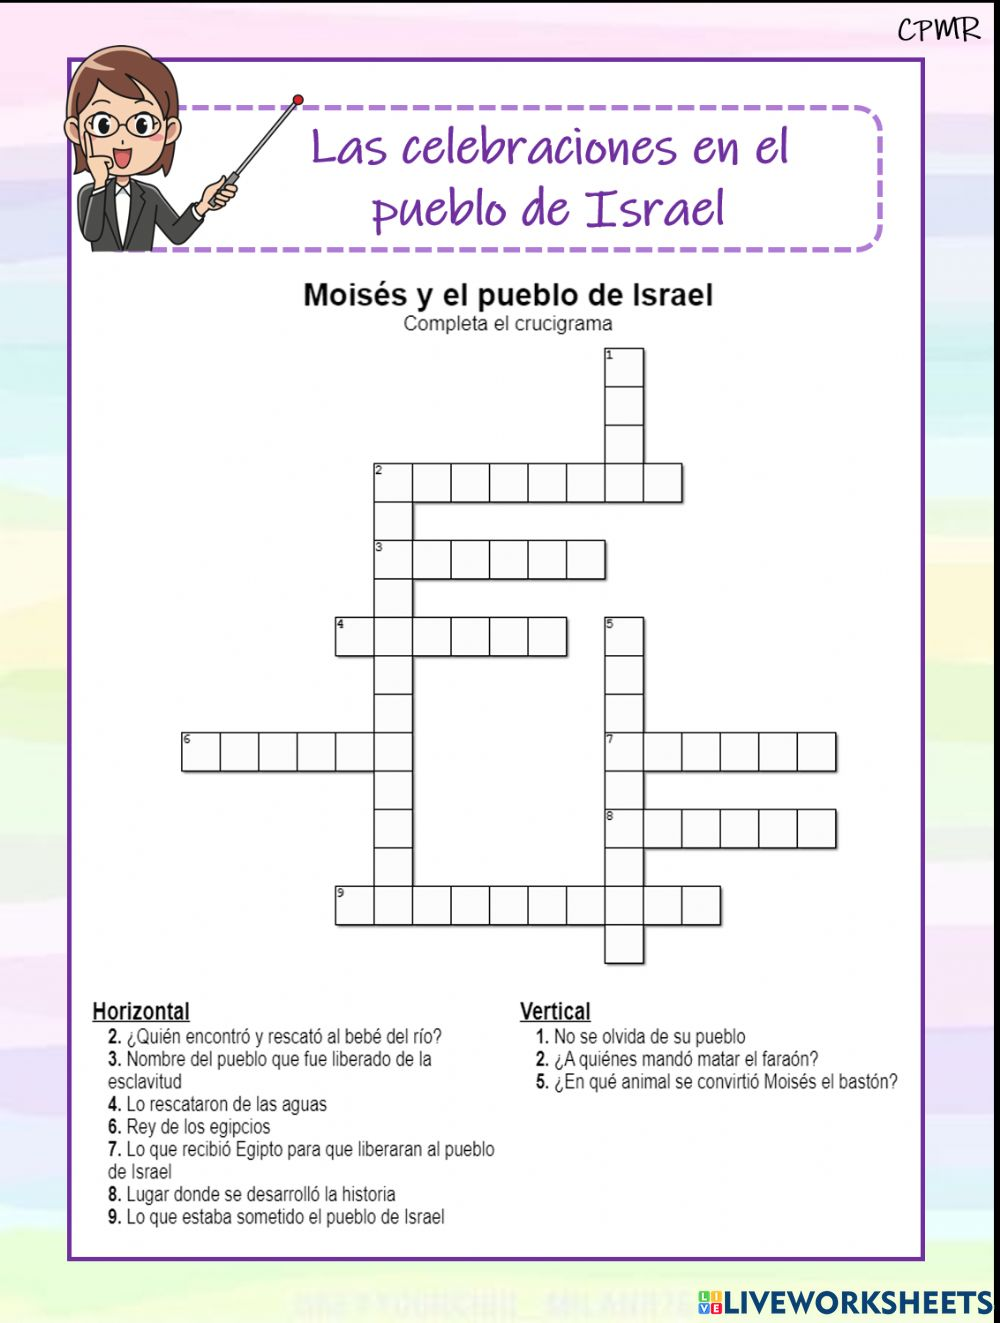 CPMR
Las celebraciones en el
pueblo de Israel
Moisés y el pueblo de Israel
Completa el crucigrama
1
2
3
4
5
6
7
8
9
Horizontal
2. ¿Quién encontró y rescató al bebé del río?
3. Nombre del pueblo que fue liberado de la
esclavitud
4. Lo rescataron de las aguas
6. Rey de los egipcios
7. Lo que recibió Egipto para que liberaran al pueblo
de Israel
8. Lugar donde se desarrolló la historia
9. Lo que estaba sometido el pueblo de Israel
Vertical
1. No se olvida de su pueblo
2. ¿A quiénes mandó matar el faraón?
5. ¿En qué animal se convirtió Moisés el bastón?
LIVEWORKSHEETS